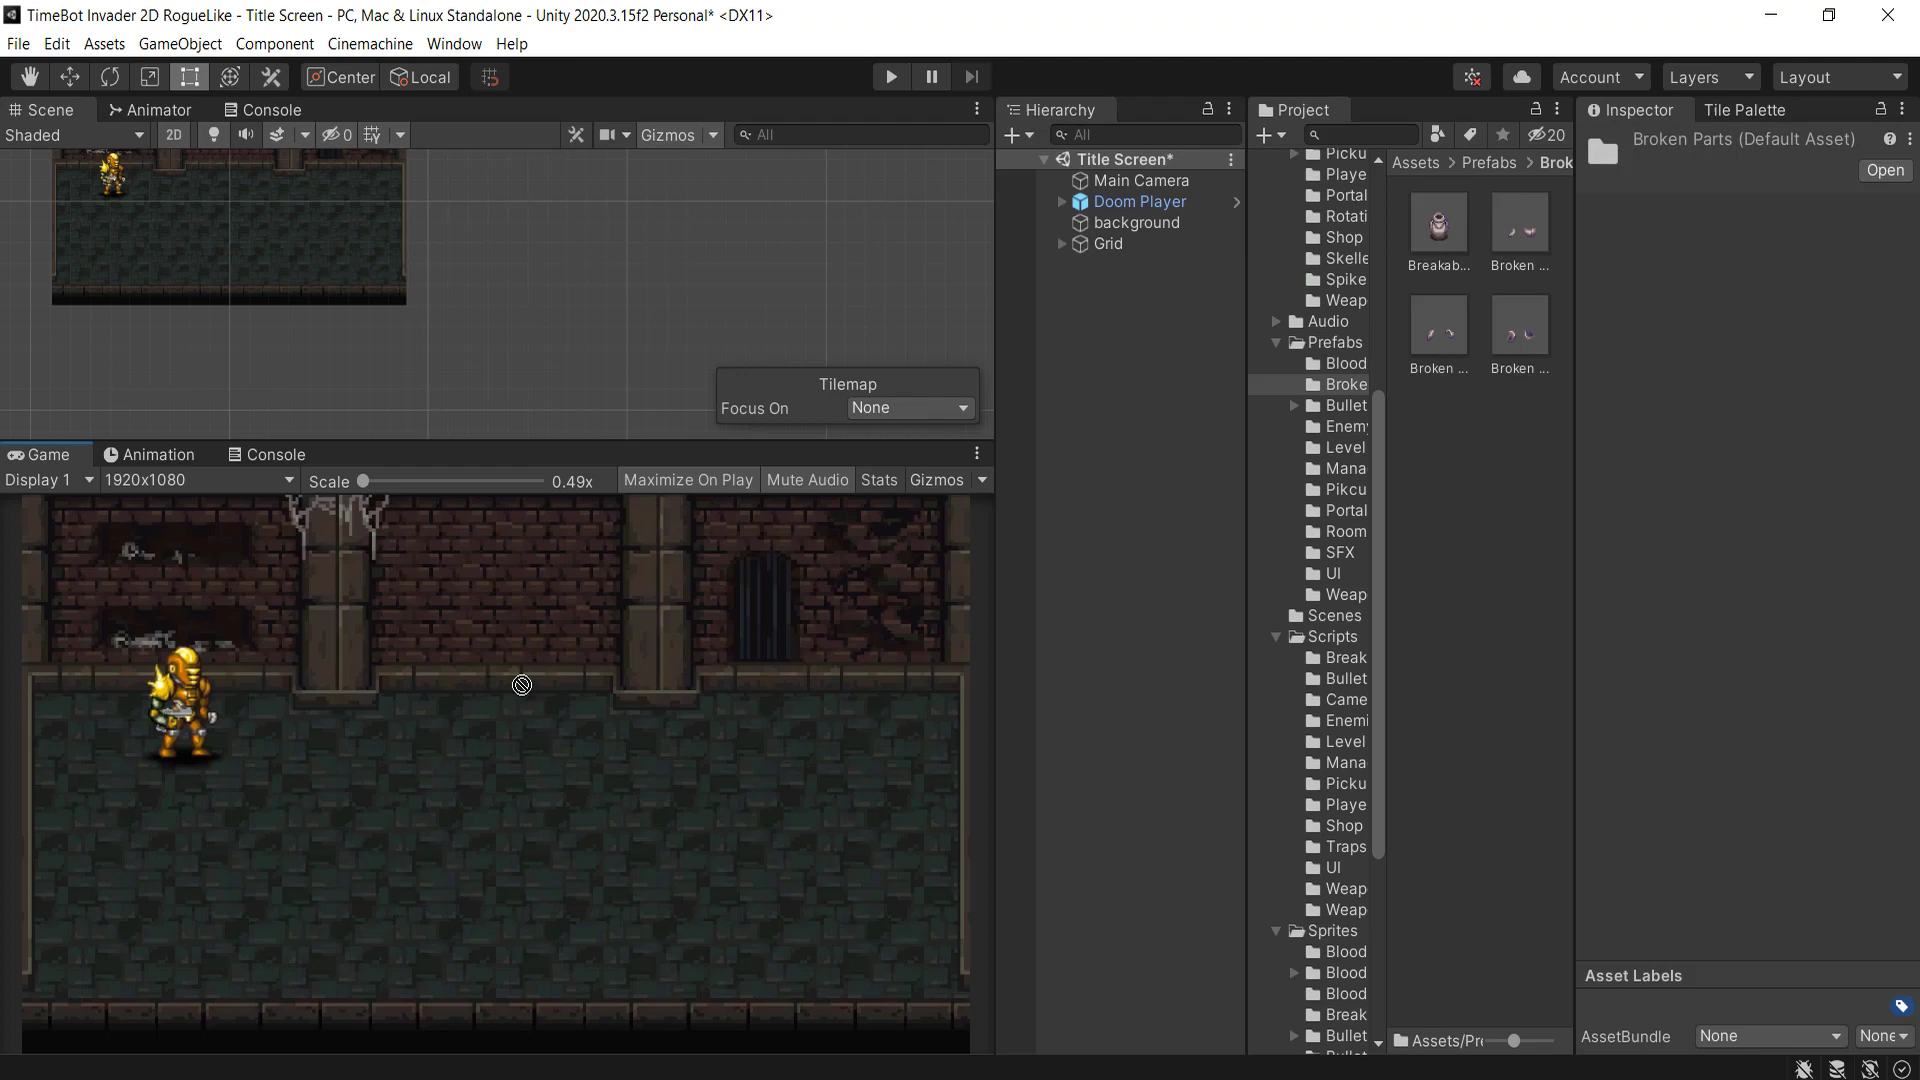 TimeBot Invader 2D RogueLike - Title Screen - PC, Mac & Linux Standalone - Unity 2020.3.15f2 Personal* <DX11>
File Edit Assets GameObject Component Cinemachine Window Help
Center Local Account Layers Layout
Scene Animator Console
Shaded 2D 0 Gizmos All
Tilemap
Focus On None
Game Animation Console
Display 1 1920x1080 Scale 0.49x Maximize On Play Mute Audio Stats Gizmos
Hierarchy
All
Title Screen*
Main Camera
Doom Player
background
Grid
Project
20
Picku
Playe
Portal
Rotati
Shop
Skelle
Spike
Weap
Audio
Prefabs
Blood
Broke
Bullet
Enemy
Level
Mana
Pikcu
Portal
Room
SFX
UI
Weap
Scenes
Scripts
Break
Bullet
Came
Enemi
Level
Mana
Picku
Playe
Shop
Traps
UI
Weap
Weap
Sprites
Blood
Blood
Blood
Break
Bullet
Assets > Prefabs > Brok
Breakab... Broken ...
Broken ... Broken ...
Assets/Pre
Inspector Tile Palette
Broken Parts (Default Asset)
Open
Asset Labels
AssetBundle None None